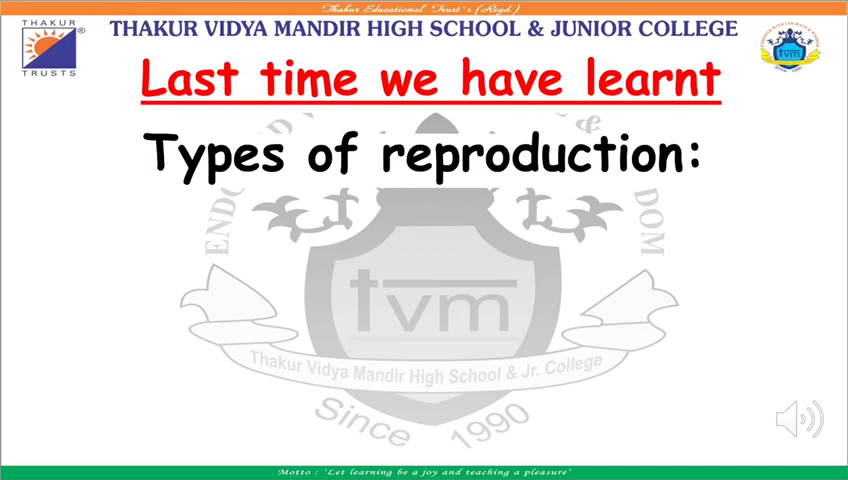 Thakur Educational Trust's (Regd.)
THAKUR VIDYA MANDIR HIGH SCHOOL & JUNIOR COLLEGE
THAKUR
TRUSTS
tvm
Last time we have learnt
Types of reproduction:
tvm
Thakur Vidya Mandir High School & Jr. College
Since 1990
Motto : 'Let learning be a joy and teaching a pleasure'